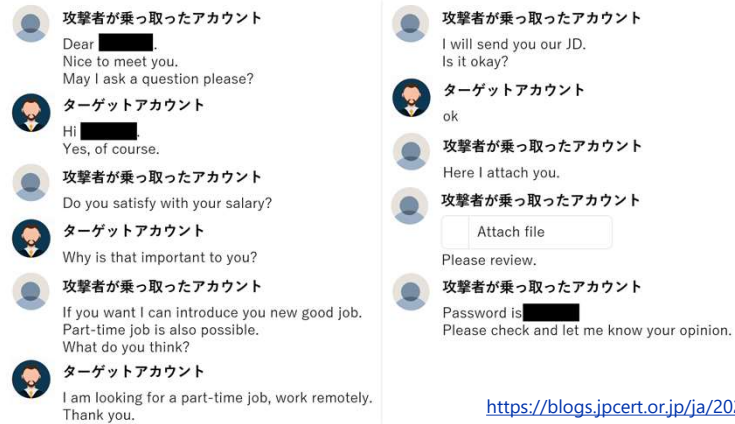 攻撃者が乗っ取ったアカウント
Dear
Nice to meet you.
May I ask a question please?
ターゲットアカウント
Hi .
Yes, of course.
攻撃者が乗っ取ったアカウント
Do you satisfy with your salary?
ターゲットアカウント
Why is that important to you?
攻撃者が乗っ取ったアカウント
If you want I can introduce you new good job.
Part-time job is also possible.
What do you think?
ターゲットアカウント
I am looking for a part-time job, work remotely.
Thank you.
攻撃者が乗っ取ったアカウント
I will send you our JD.
Is it okay?
ターゲットアカウント
ok
攻撃者が乗っ取ったアカウント
Here I attach you.
攻撃者が乗っ取ったアカウント
Attach file
Please review.
攻撃者が乗っ取ったアカウント
Password is
Please check and let me know your opinion.
https://blogs.jpcert.or.jp/ja/202